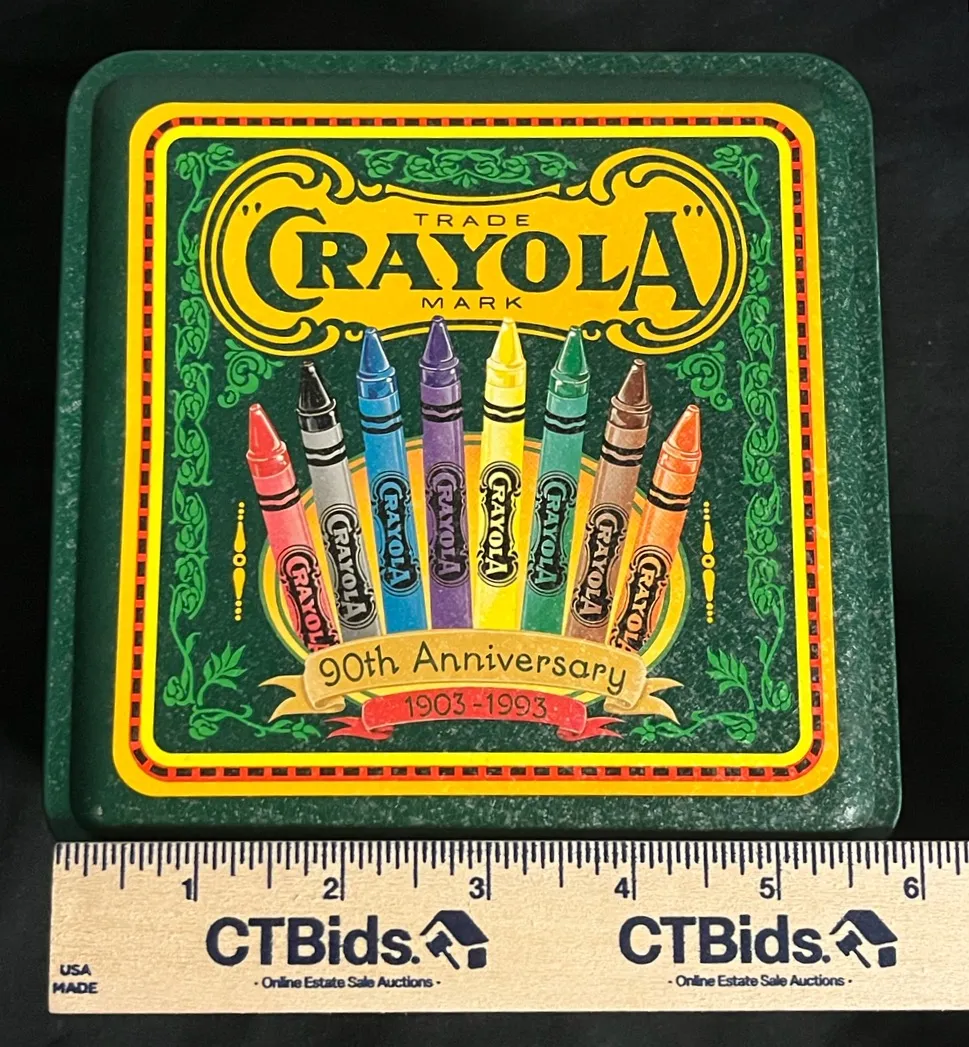 TRADE
"CRAYOLA"
MARK
CRAYOLA
CRAYOLA
CRAYOLA
CRAYOLA
CRAYOLA
CRAYOLA
CRAYOLA
CRAYOLA
90th Anniversary
1903-1993
1 2 3 4 5 6
CTBids. CTBids.
- Online Estate Sale Auctions - - Online Estate Sale Auctions -
USA
MADE